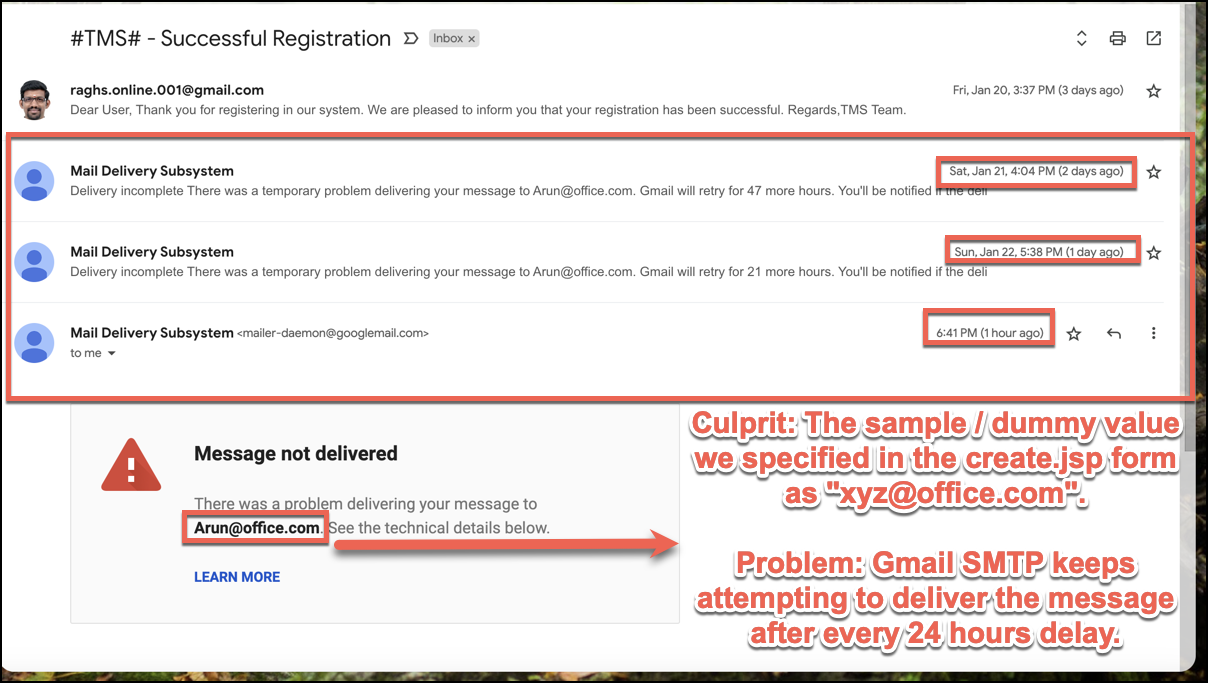 #TMS# - Successful Registration Inbox ×
raghs.online.001@gmail.com Fri, Jan 20, 3:37 PM (3 days ago)
Dear User, Thank you for registering in our system. We are pleased to inform you that your registration has been successful. Regards,TMS Team.
Mail Delivery Subsystem Sat, Jan 21, 4:04 PM (2 days ago)
Delivery incomplete There was a temporary problem delivering your message to Arun@office.com. Gmail will retry for 47 more hours. You'll be notified if the deli
Mail Delivery Subsystem Sun, Jan 22, 5:38 PM (1 day ago)
Delivery incomplete There was a temporary problem delivering your message to Arun@office.com. Gmail will retry for 21 more hours. You'll be notified if the deli
Mail Delivery Subsystem <mailer-daemon@googlemail.com> 6:41 PM (1 hour ago)
to me
Message not delivered
There was a problem delivering your message to
Arun@office.com. See the technical details below.
LEARN MORE
Culprit: The sample / dummy value
we specified in the create.jsp form
as "xyz@office.com".
Problem: Gmail SMTP keeps
attempting to deliver the message
after every 24 hours delay.